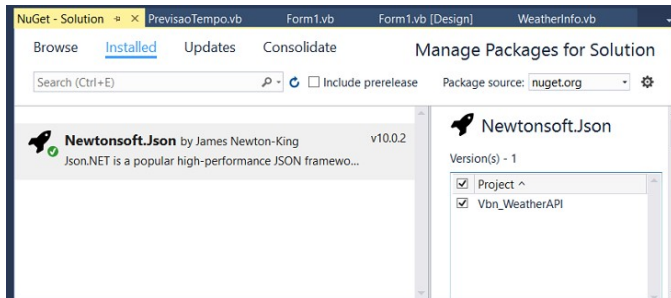 NuGet - Solution PrevisaoTempo.vb Form1.vb Form1.vb [Design] WeatherInfo.vb
Browse Installed Updates Consolidate Manage Packages for Solution
Search (Ctrl+E) Include prerelease Package source: nuget.org
Newtonsoft.Json by James Newton-King v10.0.2
Json.NET is a popular high-performance JSON framewo...
Newtonsoft.Json
Version(s) - 1
Project
Vbn_WeatherAPI